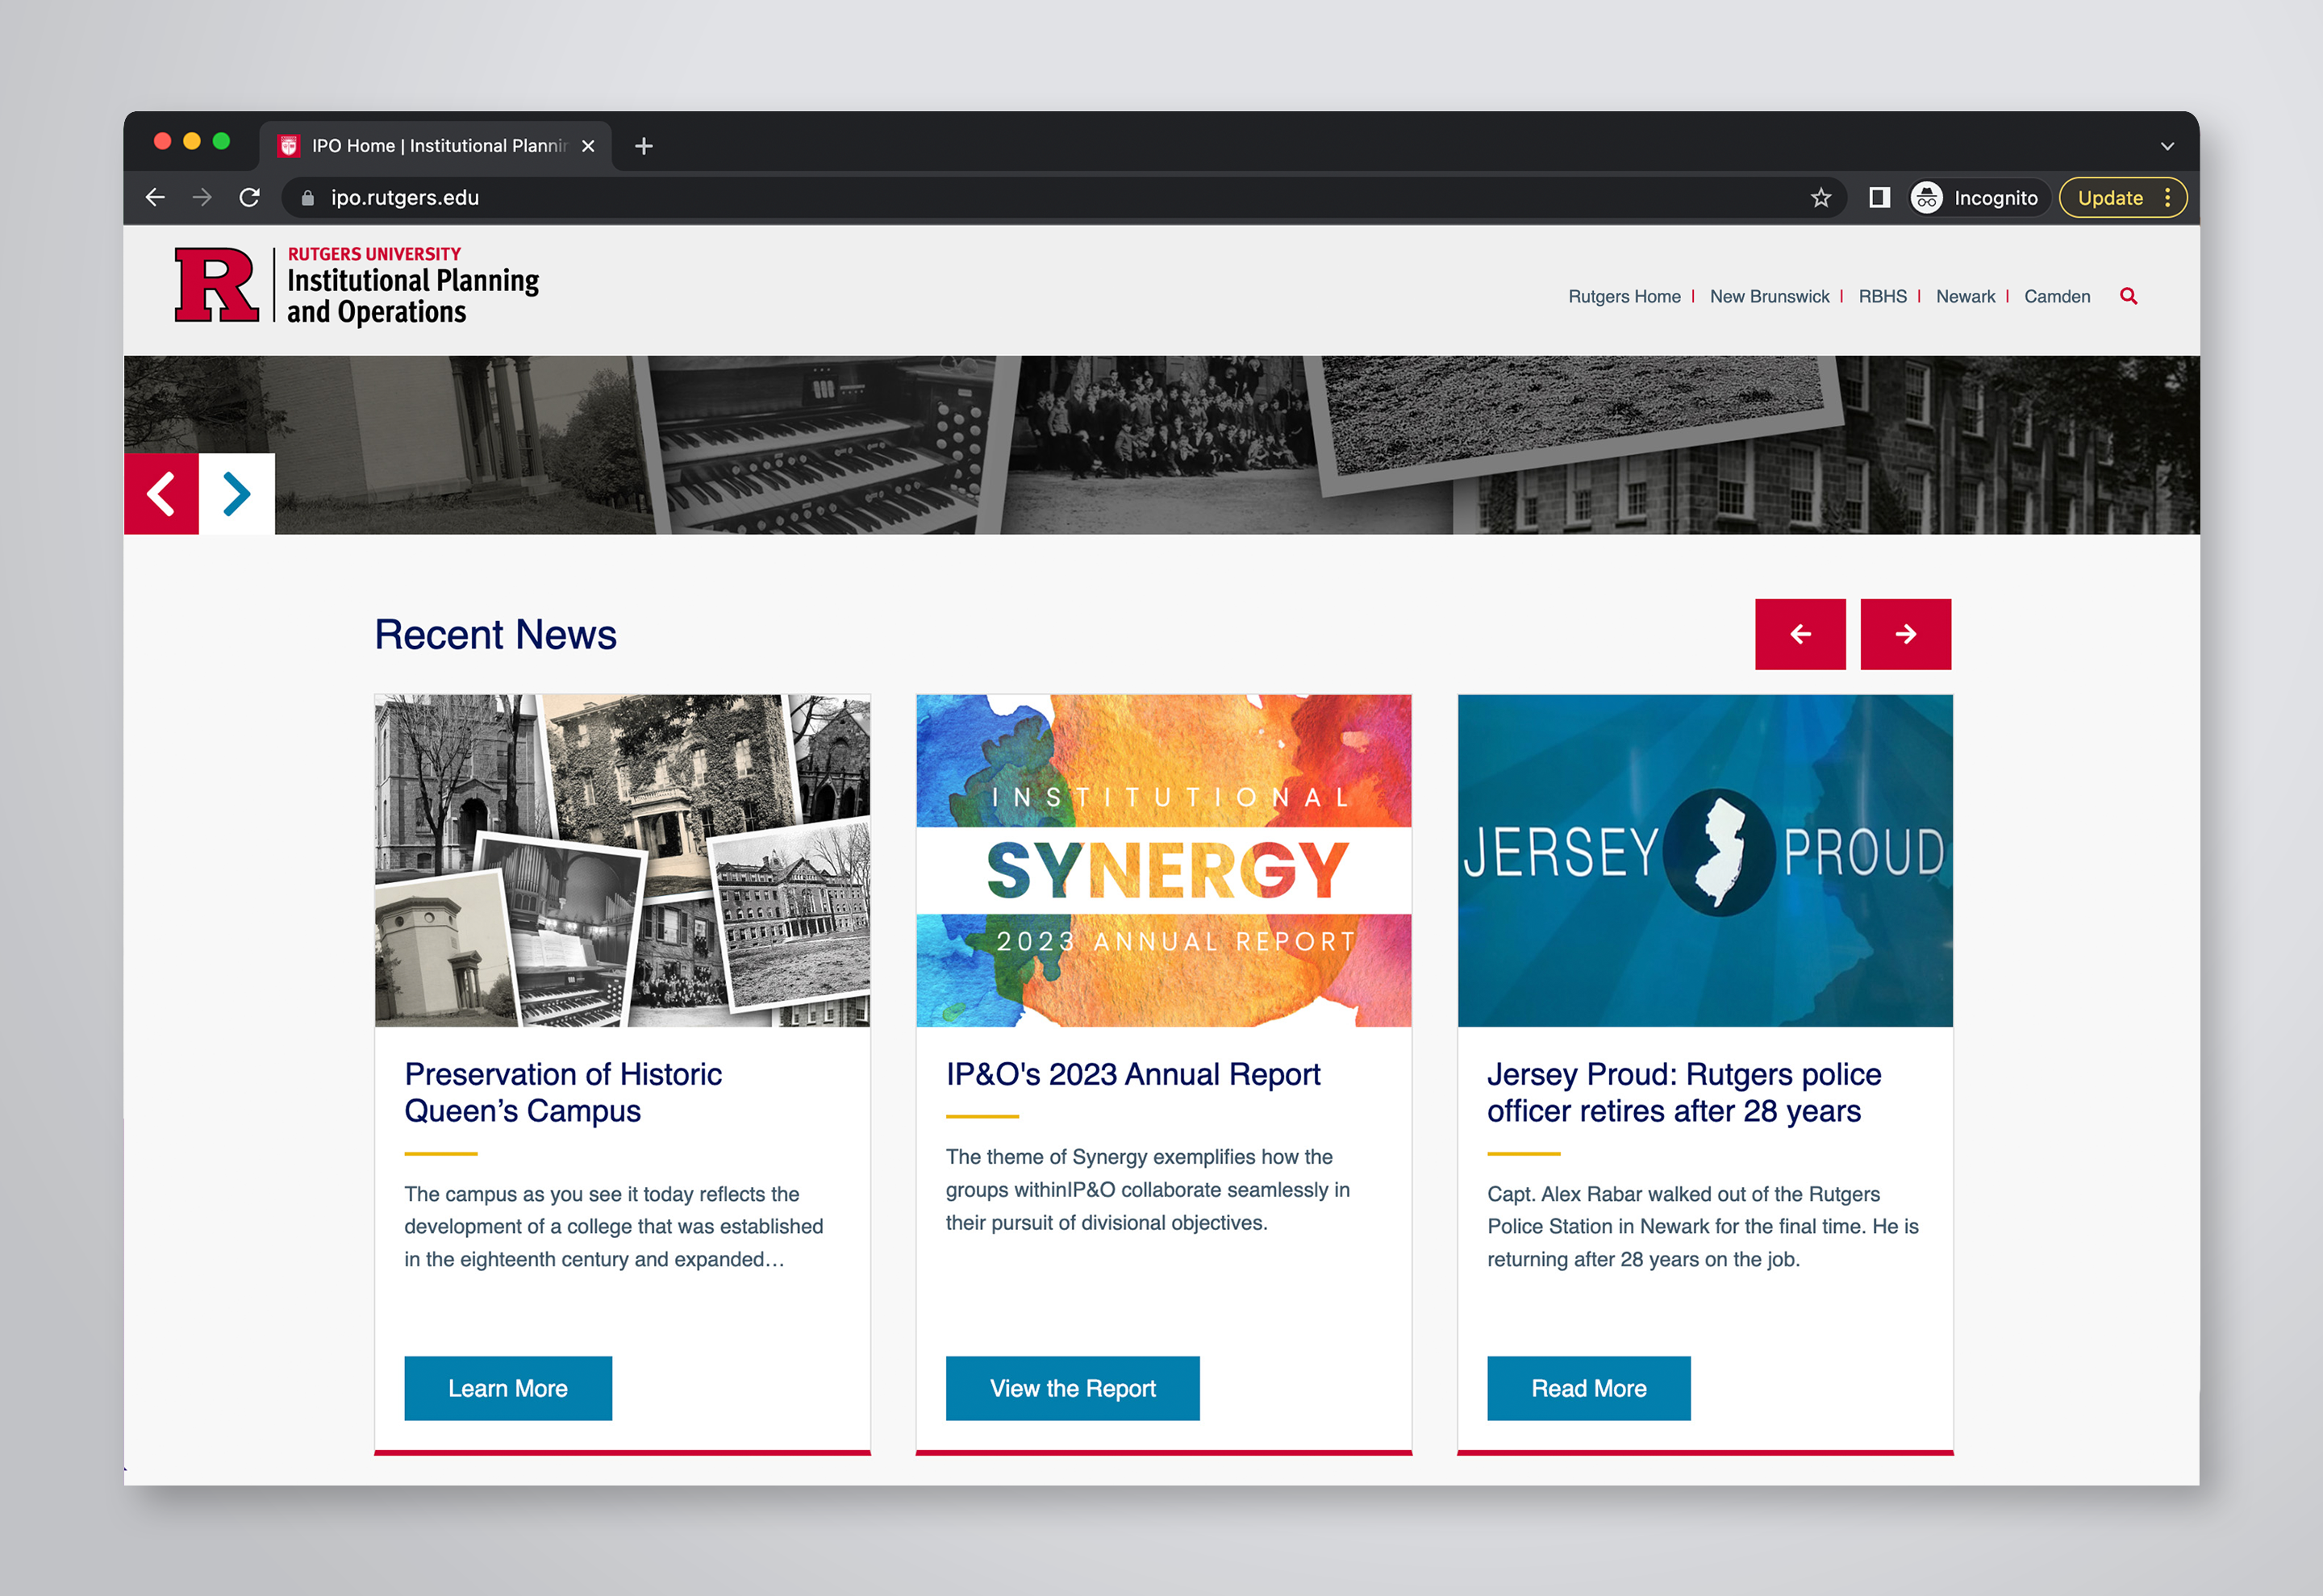 IPO Home | Institutional Plannin
ipo.rutgers.edu
Incognito
Update
R
RUTGERS UNIVERSITY
Institutional Planning
and Operations
Rutgers Home | New Brunswick | RBHS | Newark | Camden
Recent News
INSTITUTIONAL
SYNERGY
2023 ANNUAL REPORT
JERSEY PROUD
Preservation of Historic
Queen’s Campus
The campus as you see it today reflects the
development of a college that was established
in the eighteenth century and expanded…
Learn More
IP&O's 2023 Annual Report
The theme of Synergy exemplifies how the
groups withinIP&O collaborate seamlessly in
their pursuit of divisional objectives.
View the Report
Jersey Proud: Rutgers police
officer retires after 28 years
Capt. Alex Rabar walked out of the Rutgers
Police Station in Newark for the final time. He is
returning after 28 years on the job.
Read More